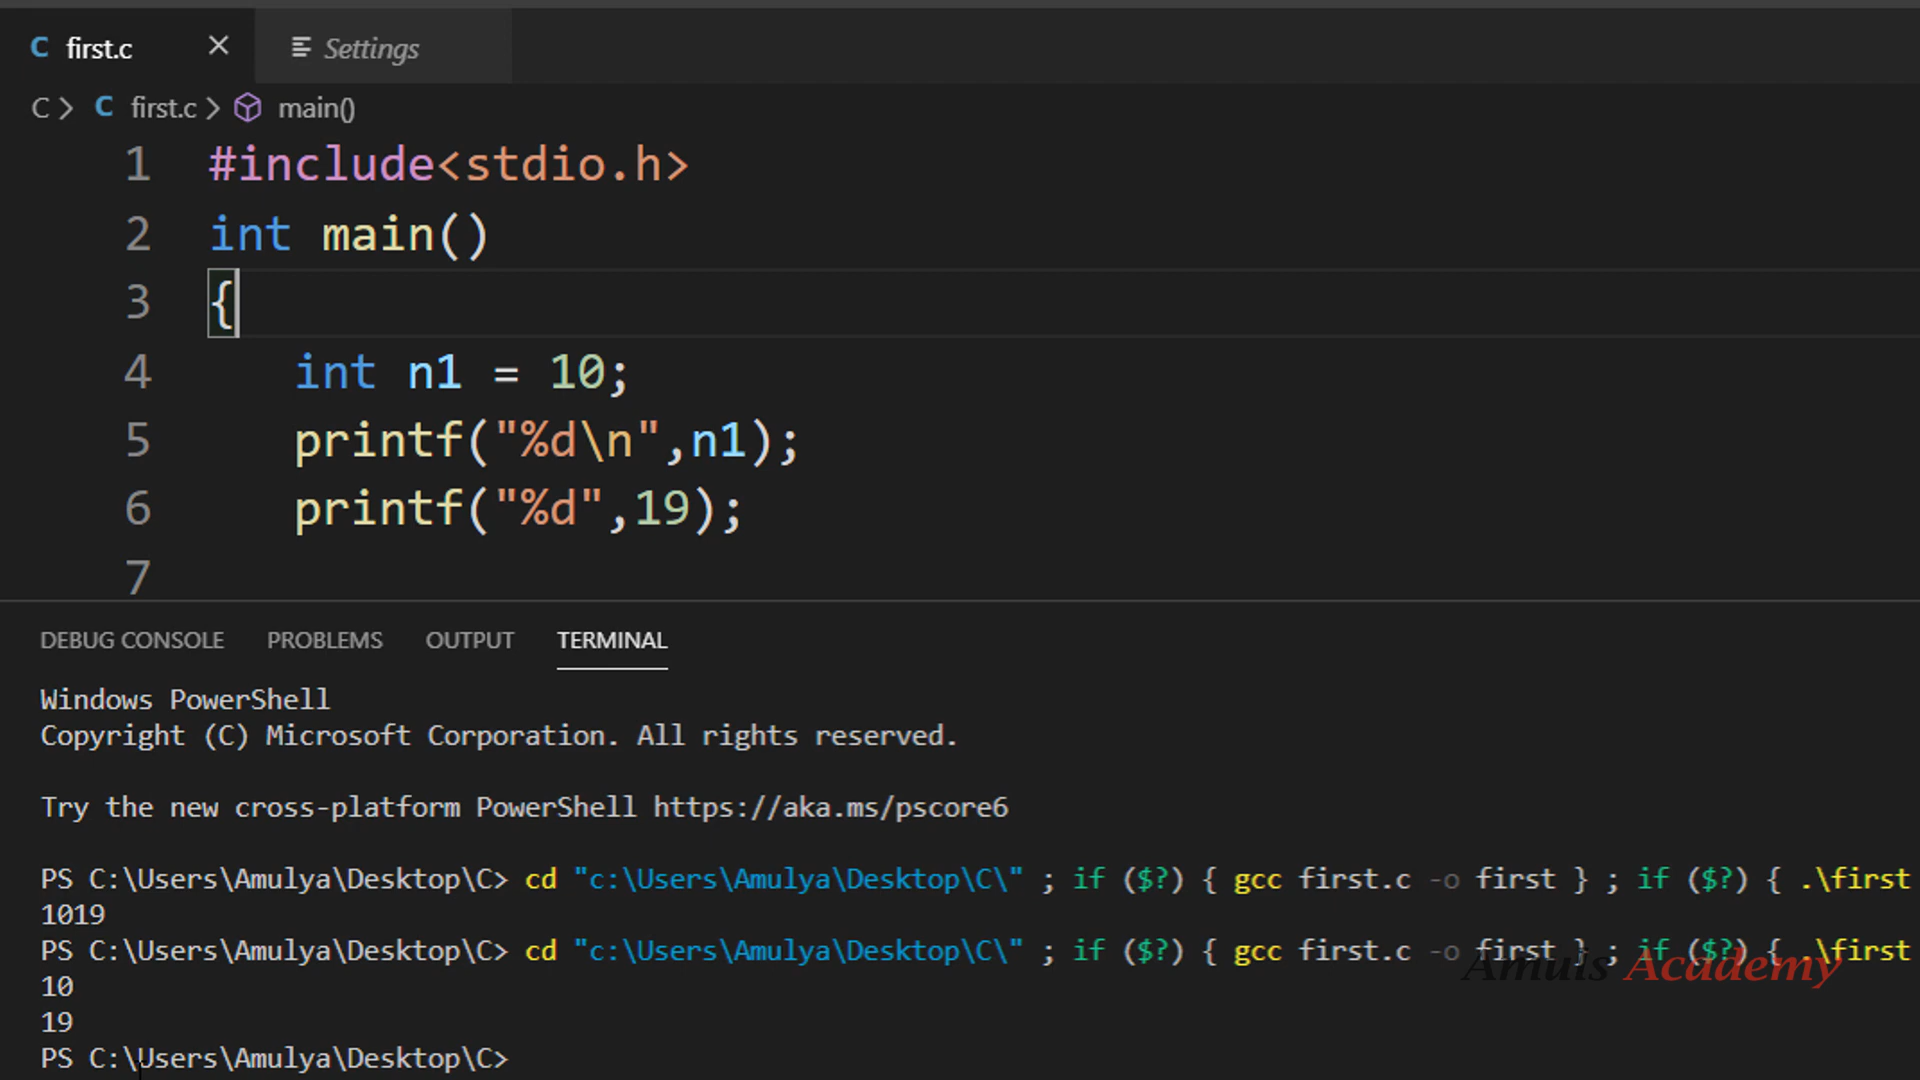 first.c Settings
C > first.c > main()
1 #include<stdio.h>
2 int main()
3 {
4 int n1 = 10;
5 printf("%d\n",n1);
6 printf("%d",19);
7
DEBUG CONSOLE PROBLEMS OUTPUT TERMINAL
Windows PowerShell
Copyright (C) Microsoft Corporation. All rights reserved.
Try the new cross-platform PowerShell https://aka.ms/pscore6
PS C:\Users\Amulya\Desktop\C> cd "c:\Users\Amulya\Desktop\C\" ; if ($?) { gcc first.c -o first } ; if ($?) { .\first
1019
PS C:\Users\Amulya\Desktop\C> cd "c:\Users\Amulya\Desktop\C\" ; if ($?) { gcc first.c -o first } ; if ($?) { .\first
Amuls Academy
10
19
PS C:\Users\Amulya\Desktop\C>